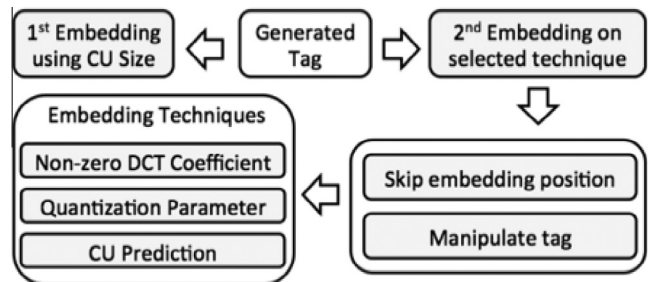 1st Embedding
using CU Size
Generated
Tag
2nd Embedding on
selected technique
Embedding Techniques
Non-zero DCT Coefficient
Quantization Parameter
CU Prediction
Skip embedding position
Manipulate tag